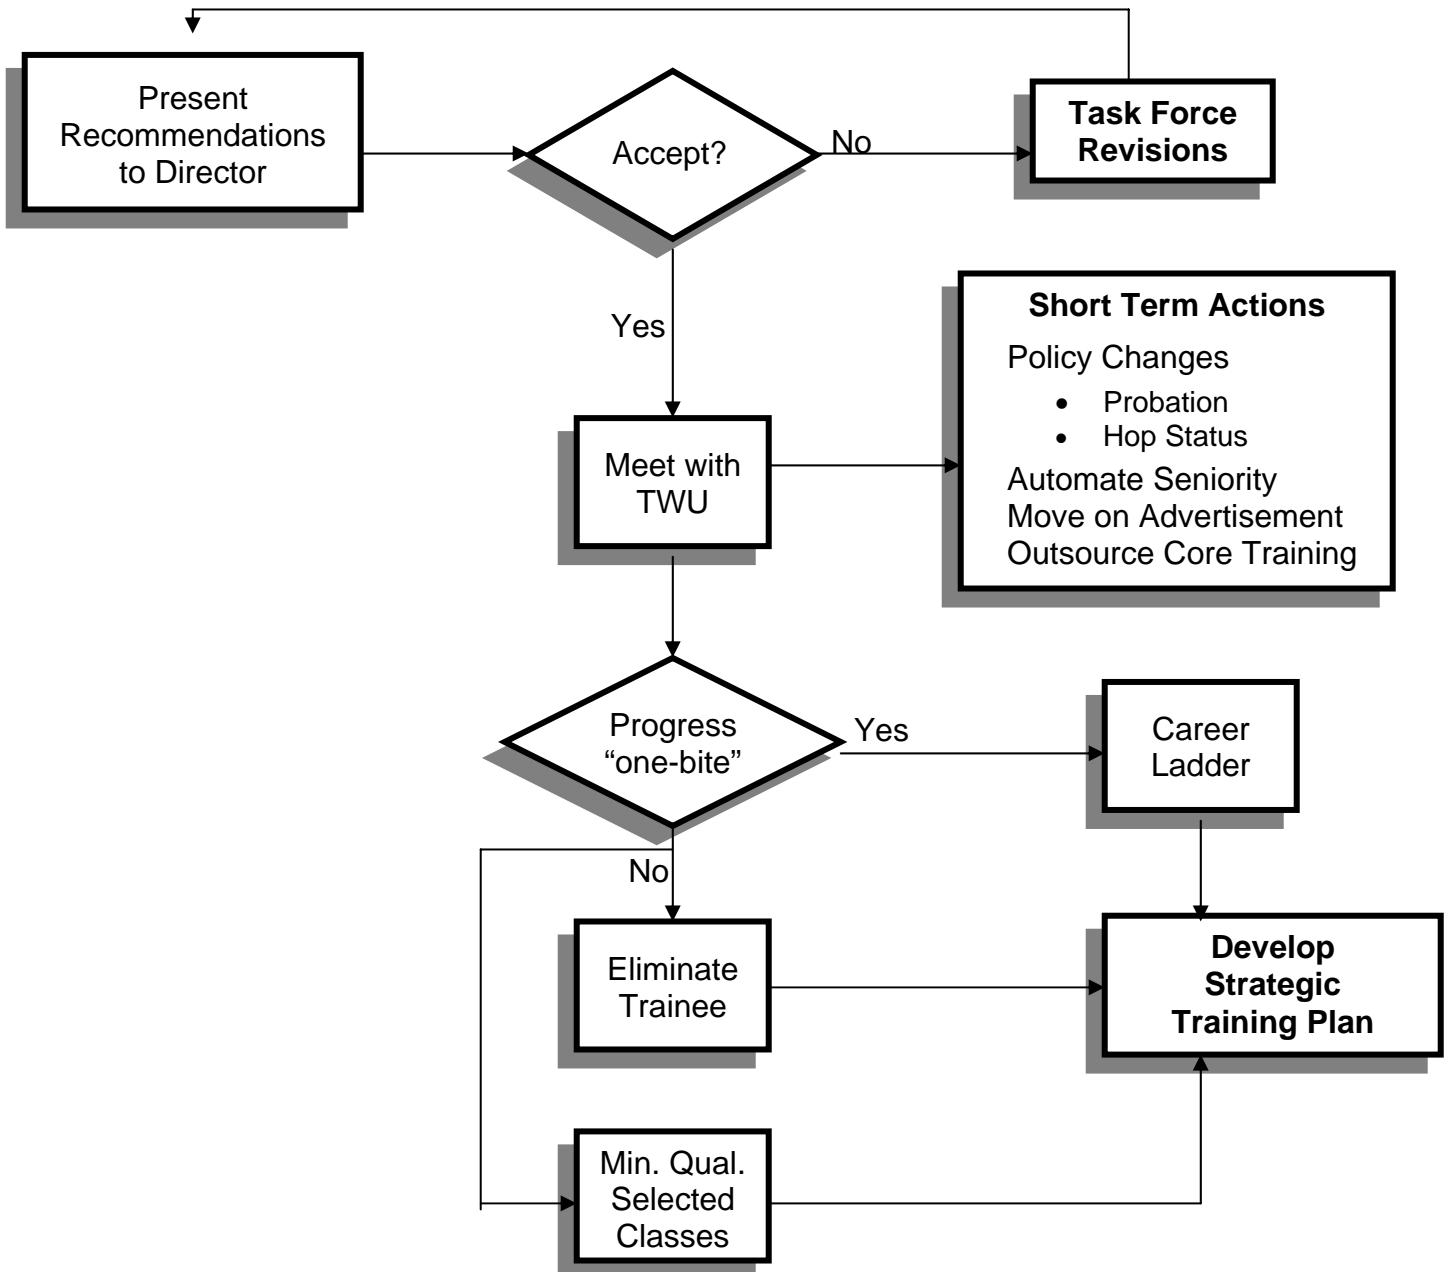 Present
Recommendations
to Director
Accept?
No
Task Force
Revisions
Yes
Short Term Actions
Policy Changes
• Probation
• Hop Status
Automate Seniority
Move on Advertisement
Outsource Core Training
Meet with
TWU
Progress
“one-bite”
Yes
Career
Ladder
No
Eliminate
Trainee
Develop
Strategic
Training Plan
Min. Qual.
Selected
Classes